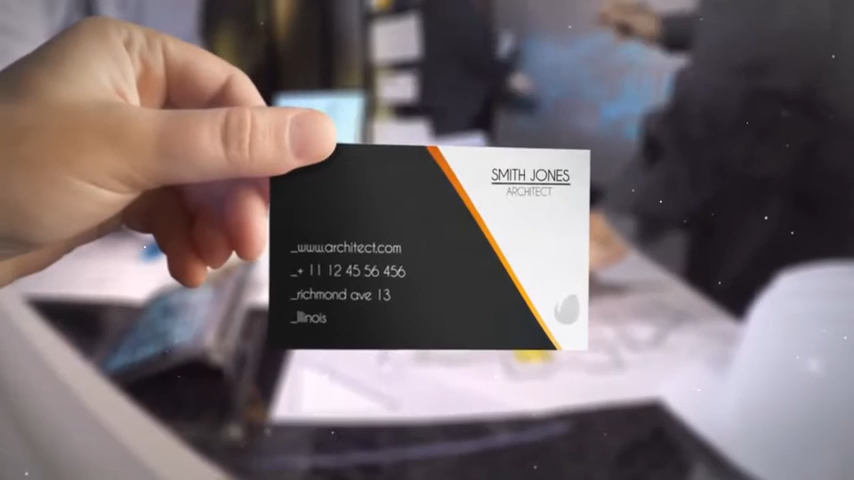 SMITH JONES
ARCHITECT
_www.architect.com
_+ 11 12 45 56 456
_richmond ave 13
_Illinois